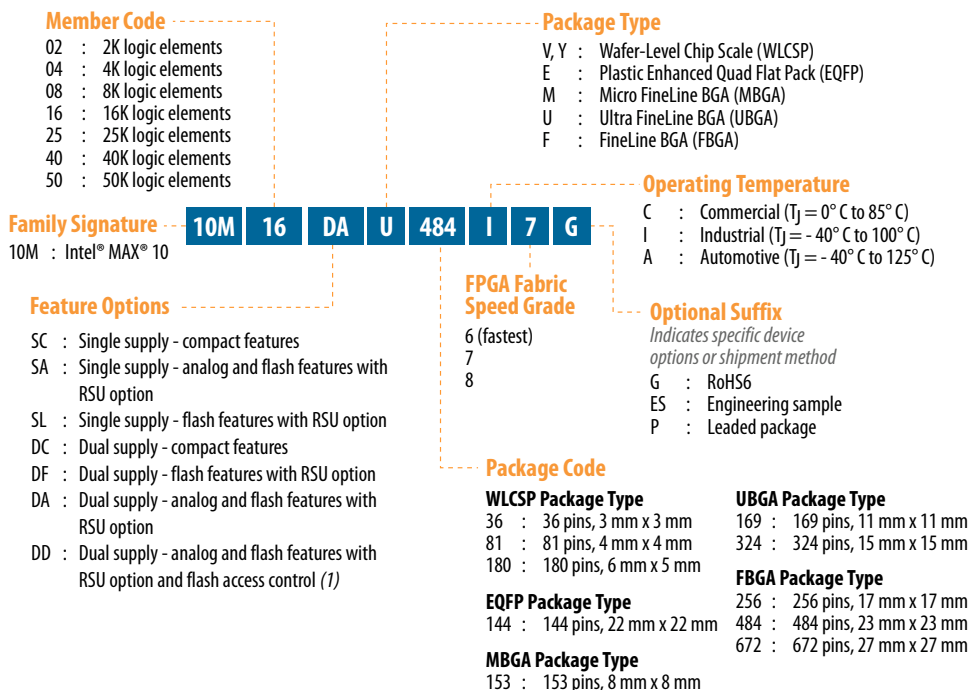 Member Code
02 : 2K logic elements
04 : 4K logic elements
08 : 8K logic elements
16 : 16K logic elements
25 : 25K logic elements
40 : 40K logic elements
50 : 50K logic elements
Package Type
V, Y : Wafer-Level Chip Scale (WLCSP)
E : Plastic Enhanced Quad Flat Pack (EQFP)
M : Micro FineLine BGA (MBGA)
U : Ultra FineLine BGA (UBGA)
F : FineLine BGA (FBGA)
Operating Temperature
C : Commercial (TJ = 0° C to 85° C)
I : Industrial (TJ = - 40° C to 100° C)
A : Automotive (TJ = - 40° C to 125° C)
Family Signature
10M : Intel® MAX® 10
10M 16 DA U 484 I 7 G
Feature Options
SC : Single supply - compact features
SA : Single supply - analog and flash features with
RSU option
SL : Single supply - flash features with RSU option
DC : Dual supply - compact features
DF : Dual supply - flash features with RSU option
DA : Dual supply - analog and flash features with
RSU option
DD : Dual supply - analog and flash features with
RSU option and flash access control (1)
FPGA Fabric
Speed Grade
6 (fastest)
7
8
Optional Suffix
Indicates specific device
options or shipment method
G : RoHS6
ES : Engineering sample
P : Leaded package
Package Code
WLCSP Package Type
36 : 36 pins, 3 mm x 3 mm
81 : 81 pins, 4 mm x 4 mm
180 : 180 pins, 6 mm x 5 mm
EQFP Package Type
144 : 144 pins, 22 mm x 22 mm
MBGA Package Type
153 : 153 pins, 8 mm x 8 mm
UBGA Package Type
169 : 169 pins, 11 mm x 11 mm
324 : 324 pins, 15 mm x 15 mm
FBGA Package Type
256 : 256 pins, 17 mm x 17 mm
484 : 484 pins, 23 mm x 23 mm
672 : 672 pins, 27 mm x 27 mm